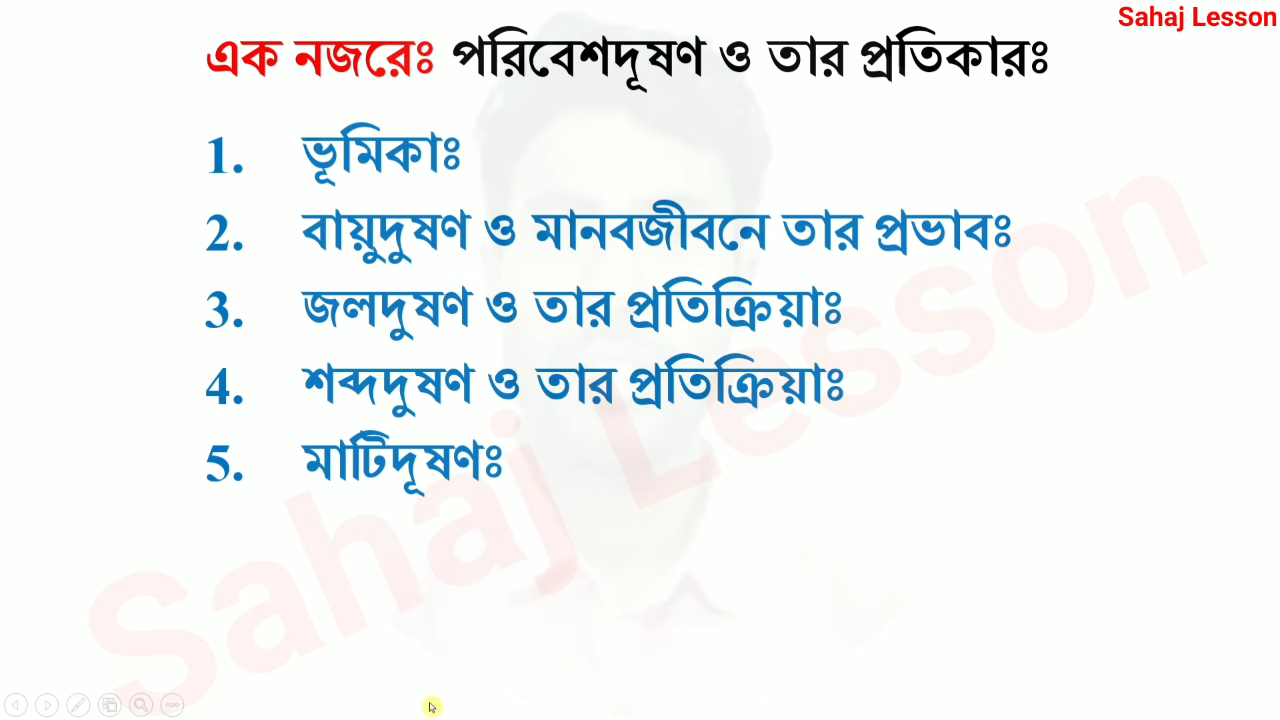 Sahaj Lesson
এক নজরেঃ পরিবেশদূষণ ও তার প্রতিকারঃ
1. ভূমিকাঃ
2. বায়ুদুষণ ও মানবজীবনে তার প্রভাবঃ
3. জলদুষণ ও তার প্রতিক্রিয়াঃ
4. শব্দদুষণ ও তার প্রতিক্রিয়াঃ
5. মাটিদূষণঃ
Sahaj Lesson